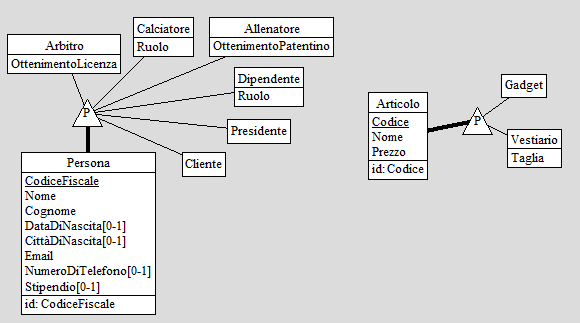 Arbitro
OttenimentoLicenza
Calciatore
Ruolo
Allenatore
OttenimentoPatentino
Dipendente
Ruolo
Presidente
Cliente
P
Persona
CodiceFiscale
Nome
Cognome
DataDiNascita[0-1]
CittàDiNascita[0-1]
Email
NumeroDiTelefono[0-1]
Stipendio[0-1]
id: CodiceFiscale
Articolo
Codice
Nome
Prezzo
id: Codice
P
Gadget
Vestiario
Taglia